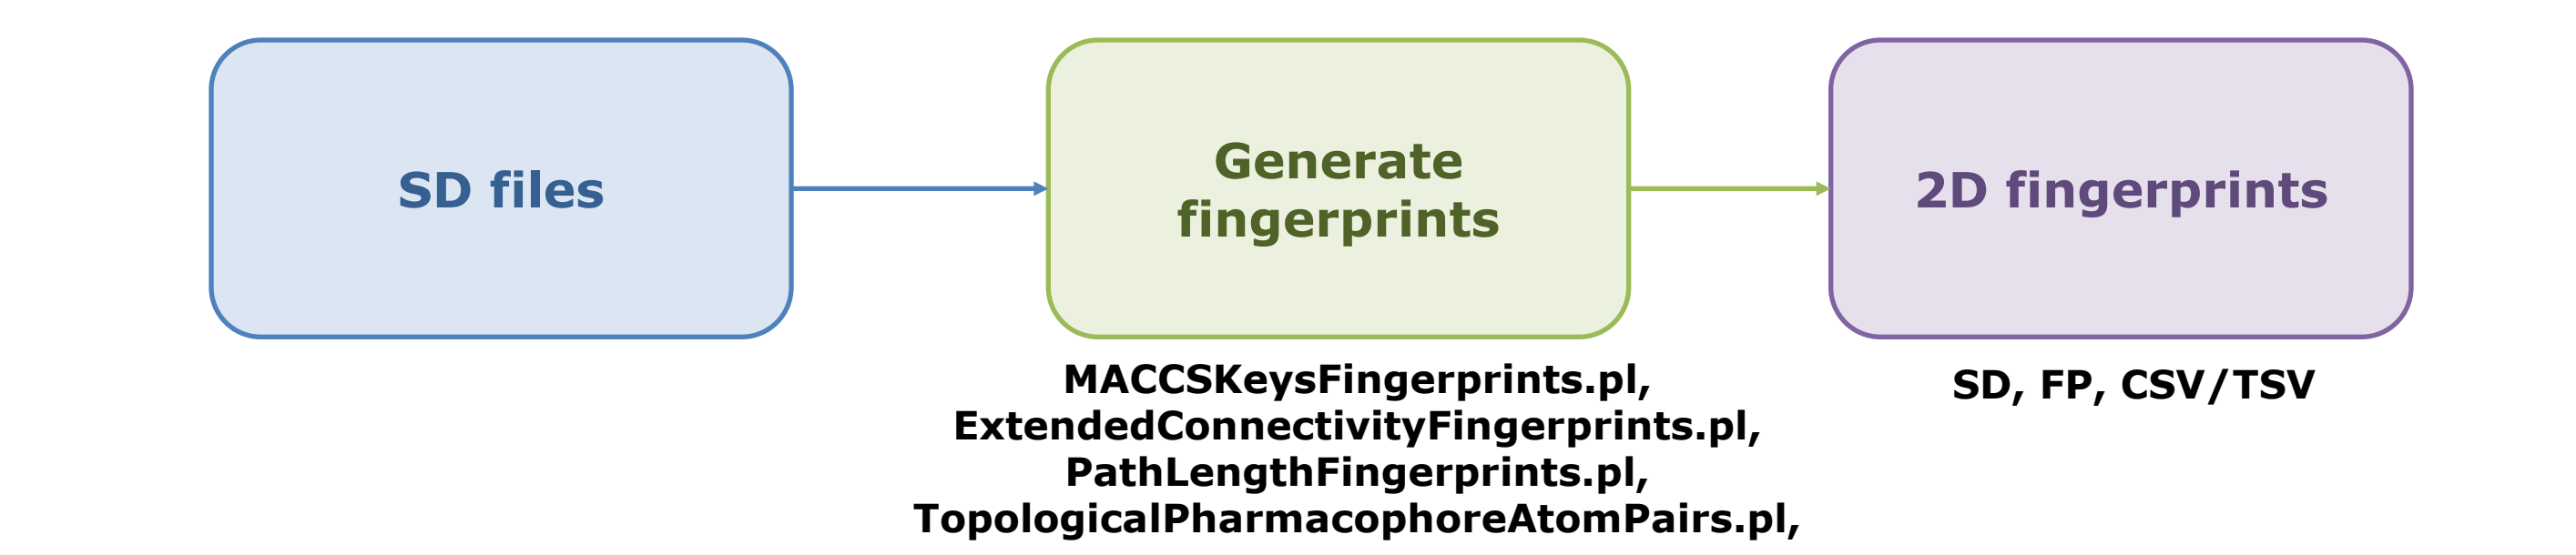 SD files
Generate
fingerprints
2D fingerprints
MACCSKeysFingerprints.pl,
ExtendedConnectivityFingerprints.pl,
PathLengthFingerprints.pl,
TopologicalPharmacophoreAtomPairs.pl,
SD, FP, CSV/TSV